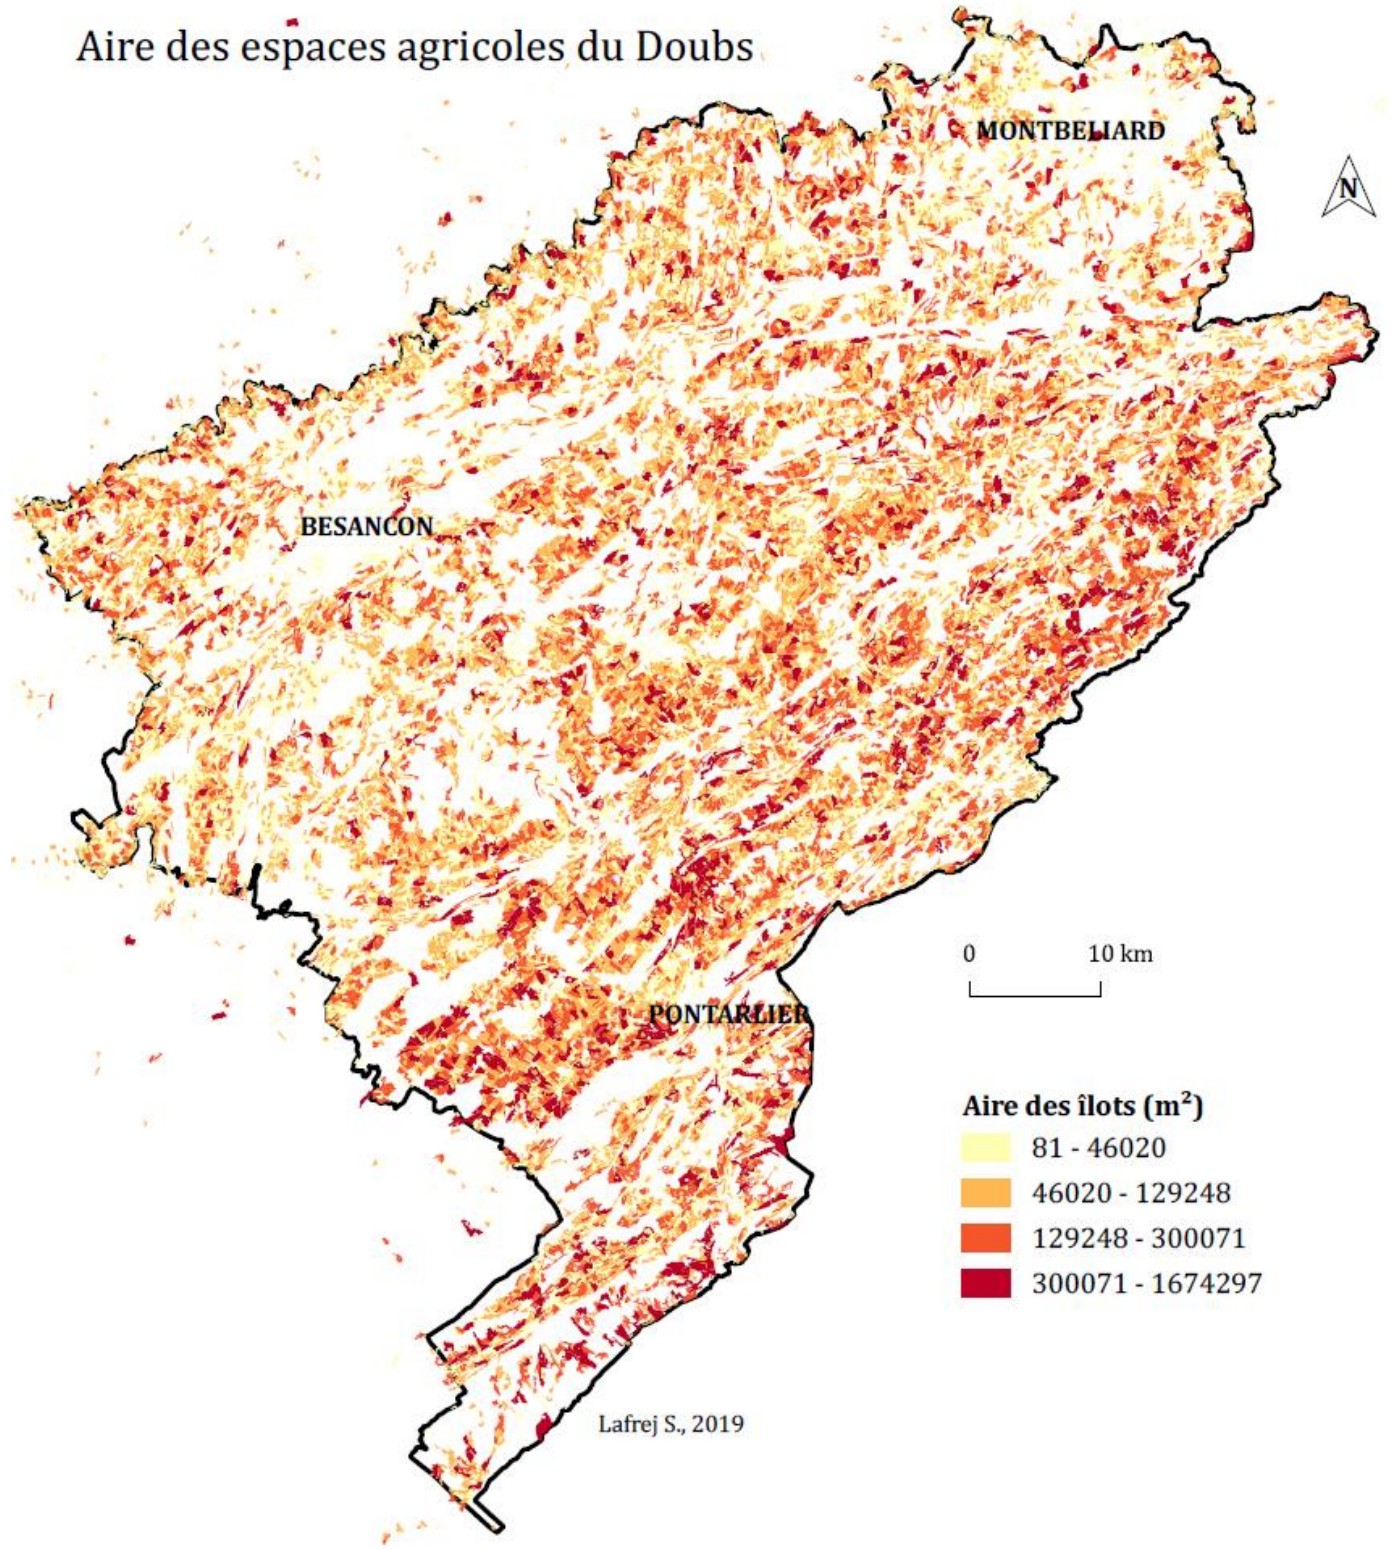 Aire des espaces agricoles du Doubs
MONTBELIARD
N
BESANCON
0 10 km
PONTARLIER
Aire des îlots (m²)
81 - 46020
46020 - 129248
129248 - 300071
300071 - 1674297
Lafrej S., 2019